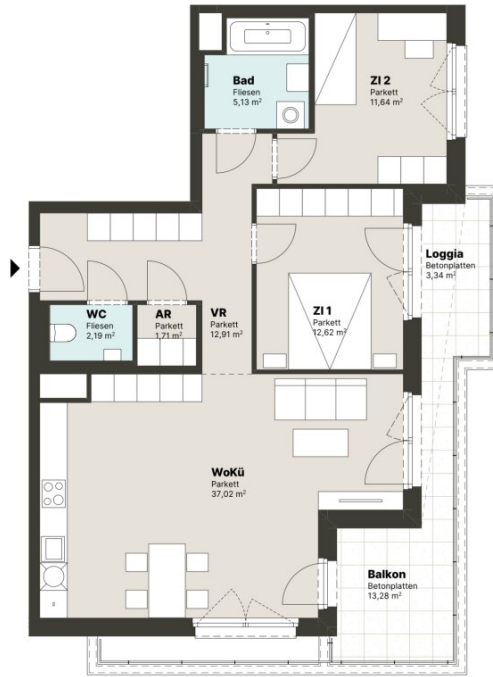 Bad
Fliesen
5,13 m²
ZI 2
Parkett
11,64 m²
Loggia
Betonplatten
3,34 m²
WC
Fliesen
2,19 m²
AR
Parkett
1,71 m²
VR
Parkett
12,91 m²
ZI 1
Parkett
12,62 m²
WoKü
Parkett
37,02 m²
Balkon
Betonplatten
13,28 m²